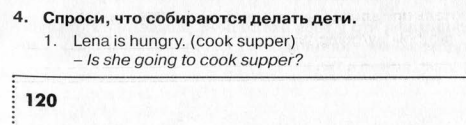 4. Спроси, что собираются делать дети.
1. Lena is hungry. (cook supper)
– Is she going to cook supper?
120